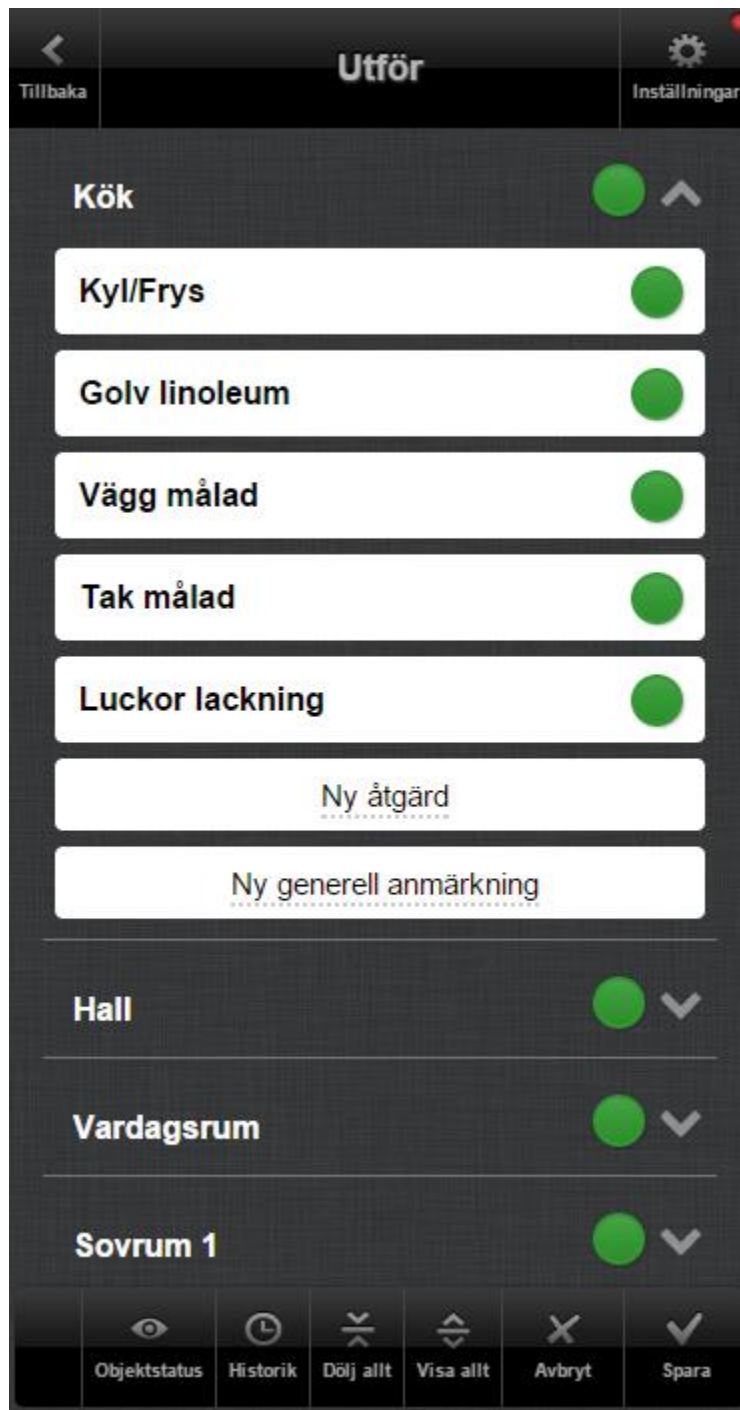 Tillbaka
Utför
Inställningar
Kök
Kyl/Frys
Golv linoleum
Vägg målad
Tak målad
Luckor lackning
Ny åtgärd
Ny generell anmärkning
Hall
Vardagsrum
Sovrum 1
Objektstatus Historik Dölj allt Visa allt Avbryt Spara